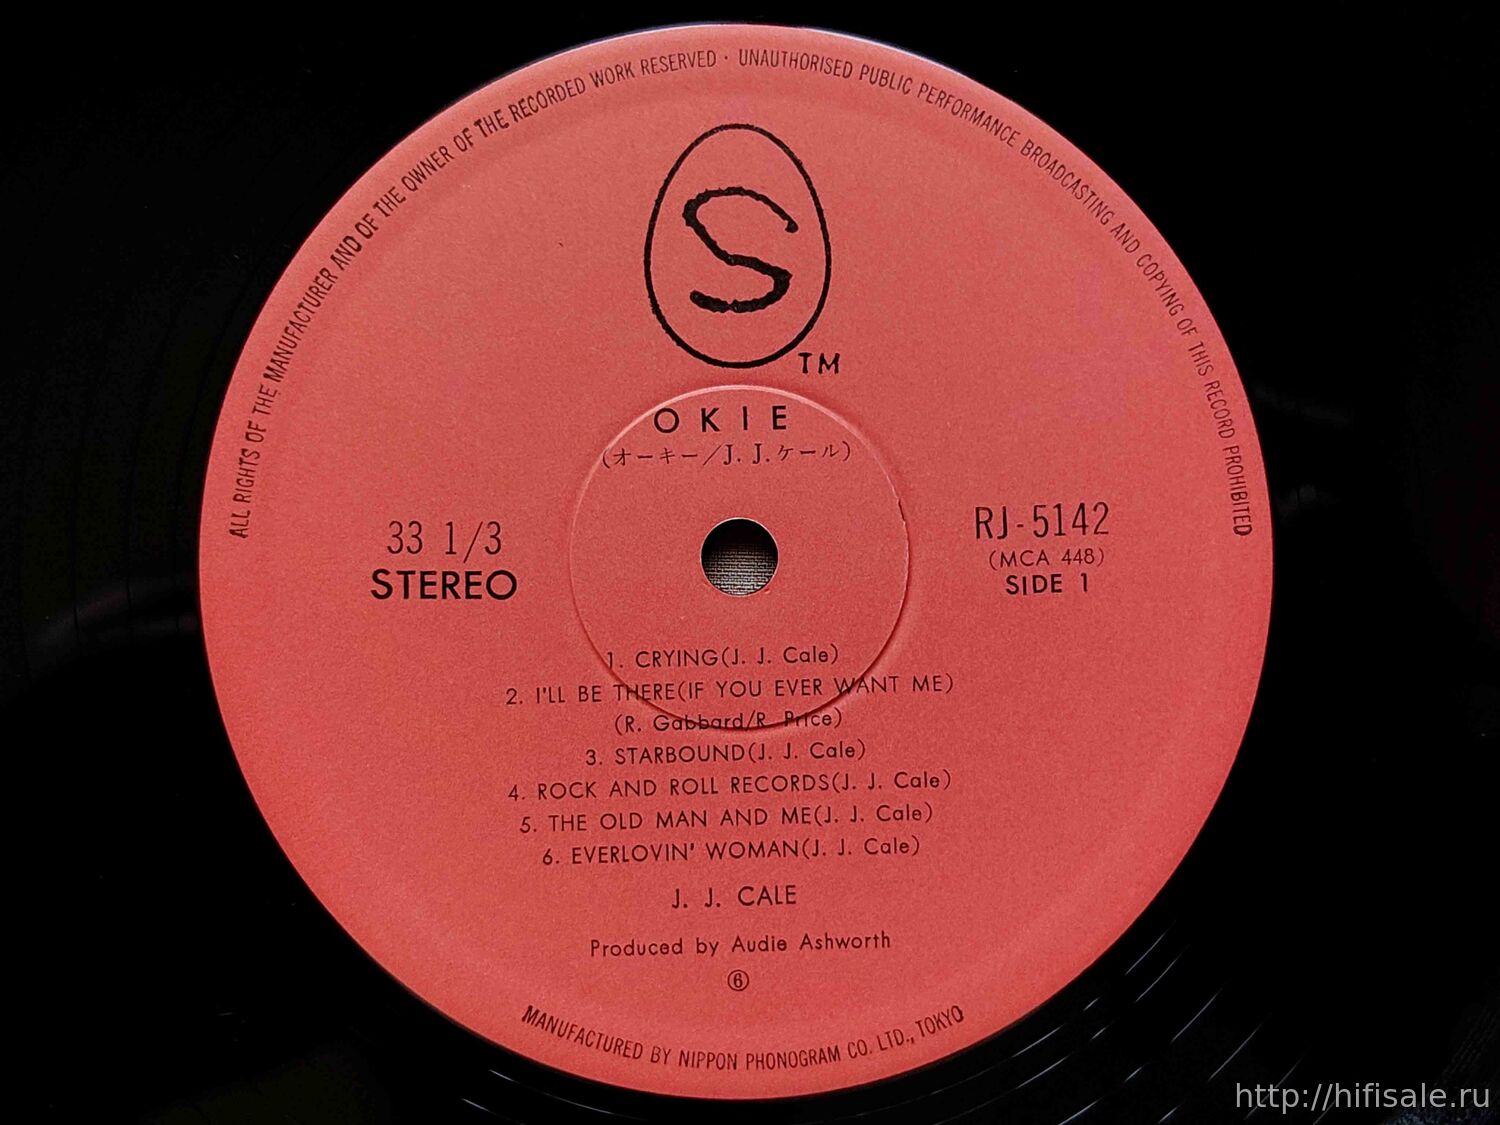 ALL RIGHTS OF THE MANUFACTURER AND OF THE OWNER OF THE RECORDED WORK RESERVED · UNAUTHORISED PUBLIC PERFORMANCE BROADCASTING AND COPYING OF THIS RECORD PROHIBITED
S
TM
OKIE
(オーキー/J. J. ケール)
33 1/3
STEREO
RJ-5142
(MCA 448)
SIDE 1
1. CRYING(J. J. Cale)
2. I'LL BE THERE(IF YOU EVER WANT ME)
(R. Gabbard/R. Price)
3. STARBOUND(J. J. Cale)
4. ROCK AND ROLL RECORDS(J. J. Cale)
5. THE OLD MAN AND ME(J. J. Cale)
6. EVERLOVIN' WOMAN(J. J. Cale)
J. J. CALE
Produced by Audie Ashworth
⑥
MANUFACTURED BY NIPPON PHONOGRAM CO. LTD., TOKYO
http://hifisale.ru